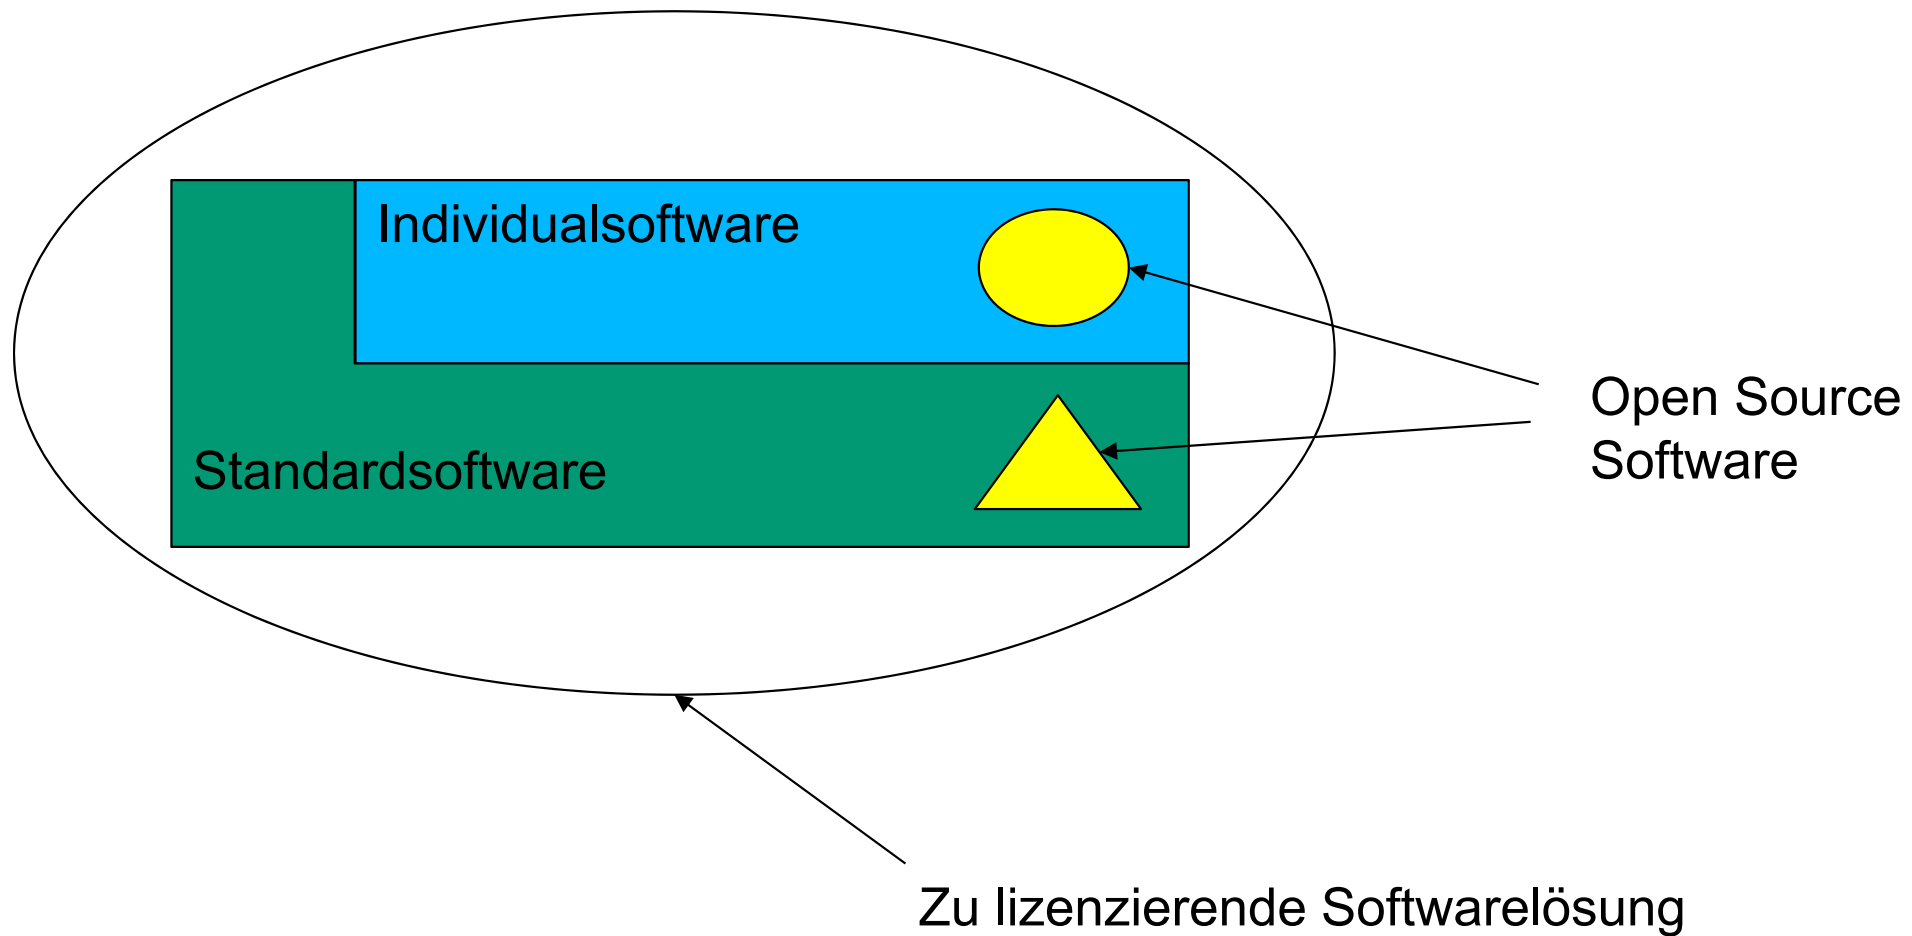 Individualsoftware
Open Source
Software
Standardsoftware
Zu lizenzierende Softwarelösung